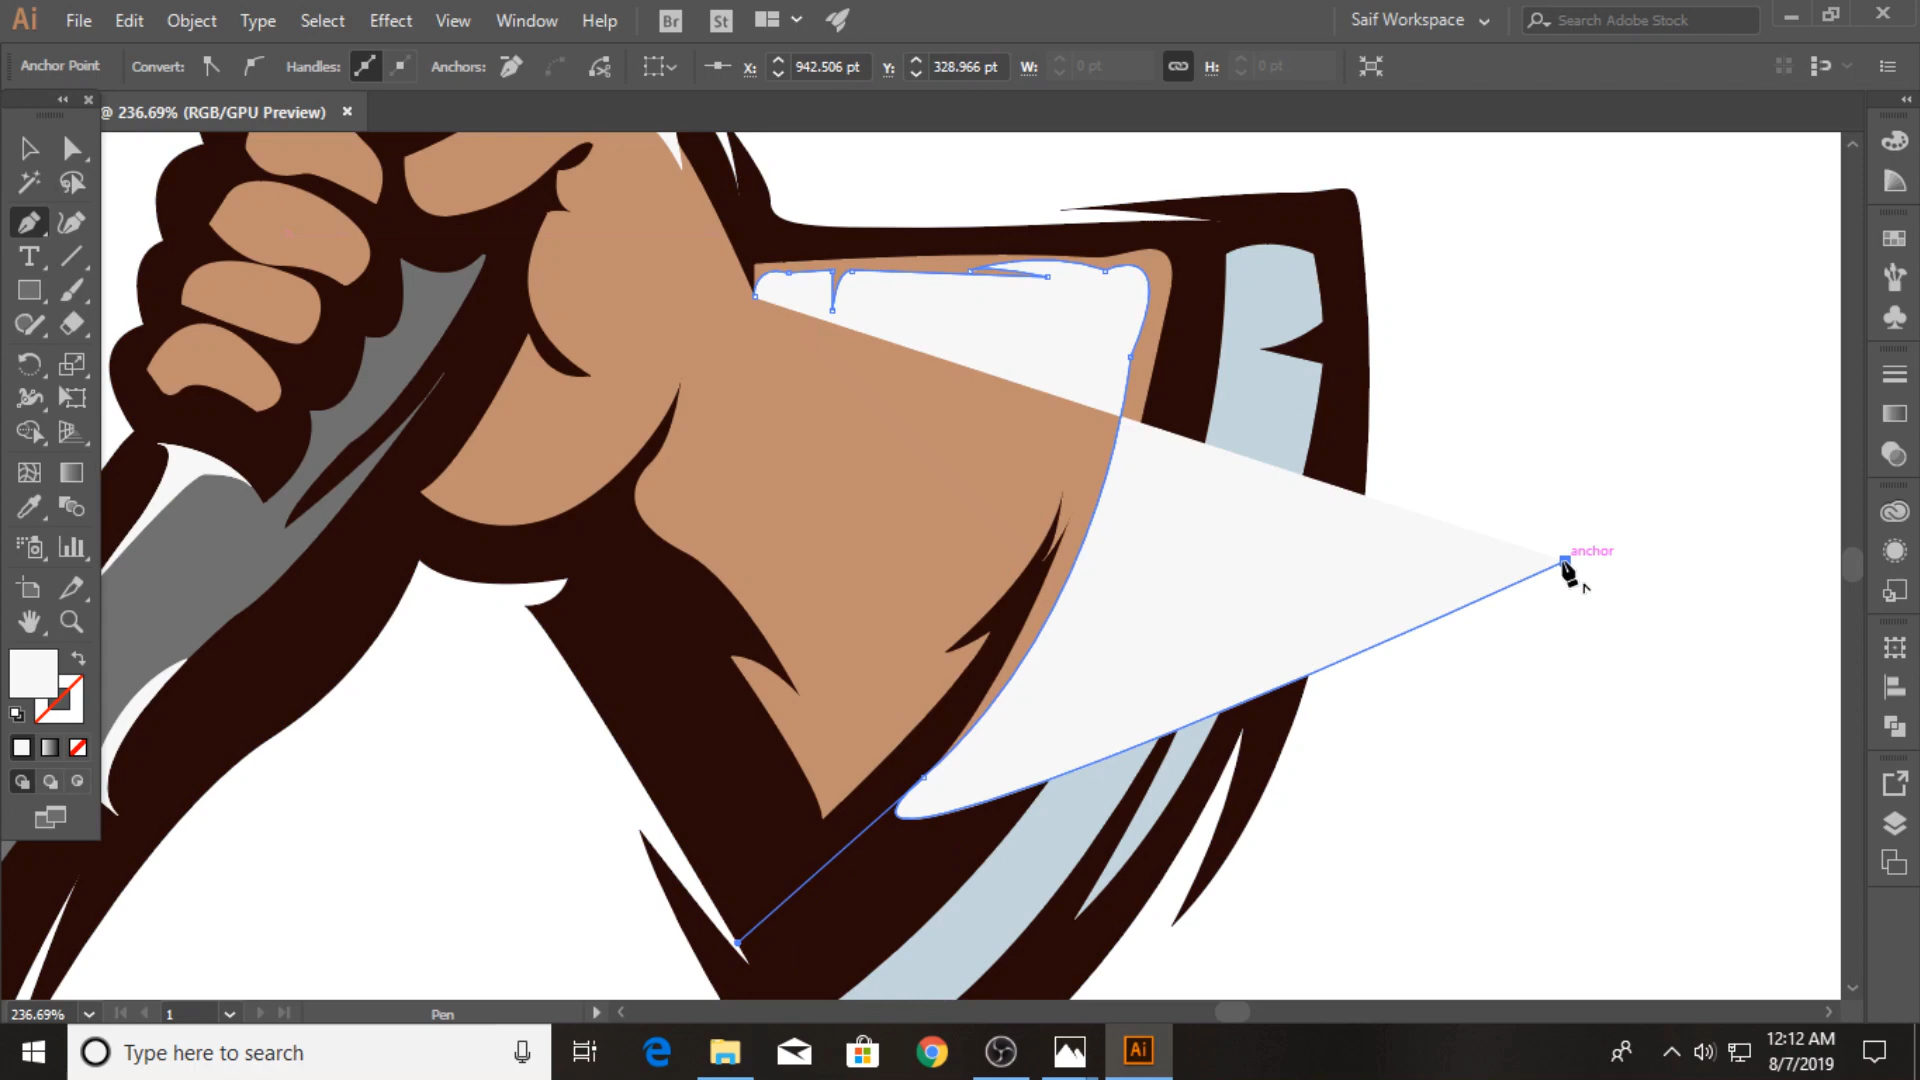 Ai File Edit Object Type Select Effect View Window Help Br St Saif Workspace Search Adobe Stock
Anchor Point Convert: Handles: Anchors: X: 942.506 pt Y: 328.966 pt W: 0 pt H: 0 pt
@ 236.69% (RGB/GPU Preview)
anchor
236.69% 1 Pen
Type here to search Ai 12:12 AM
8/7/2019